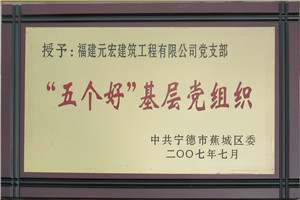 授予：福建元宏建筑工程有限公司党支部
“五个好”基层党组织
中共宁德市蕉城区委
二〇〇七年七月